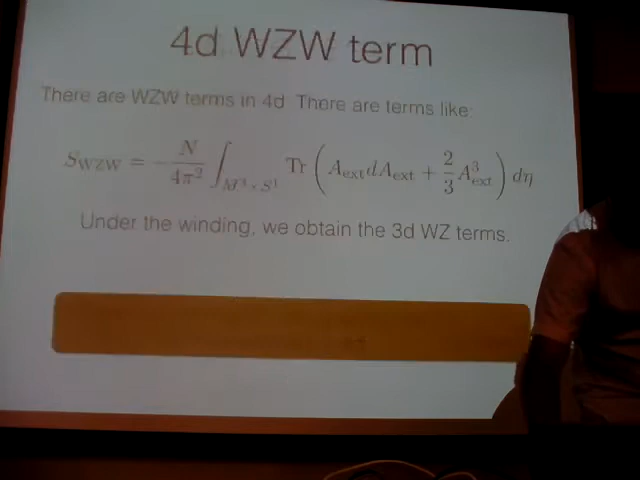 4d WZW term
There are WZW terms in 4d. There are terms like:
S_WZW = -N/4π² ∫_{M³×S¹} Tr ( A_ext dA_ext + 2/3 A³_ext ) dη
Under the winding, we obtain the 3d WZ terms.